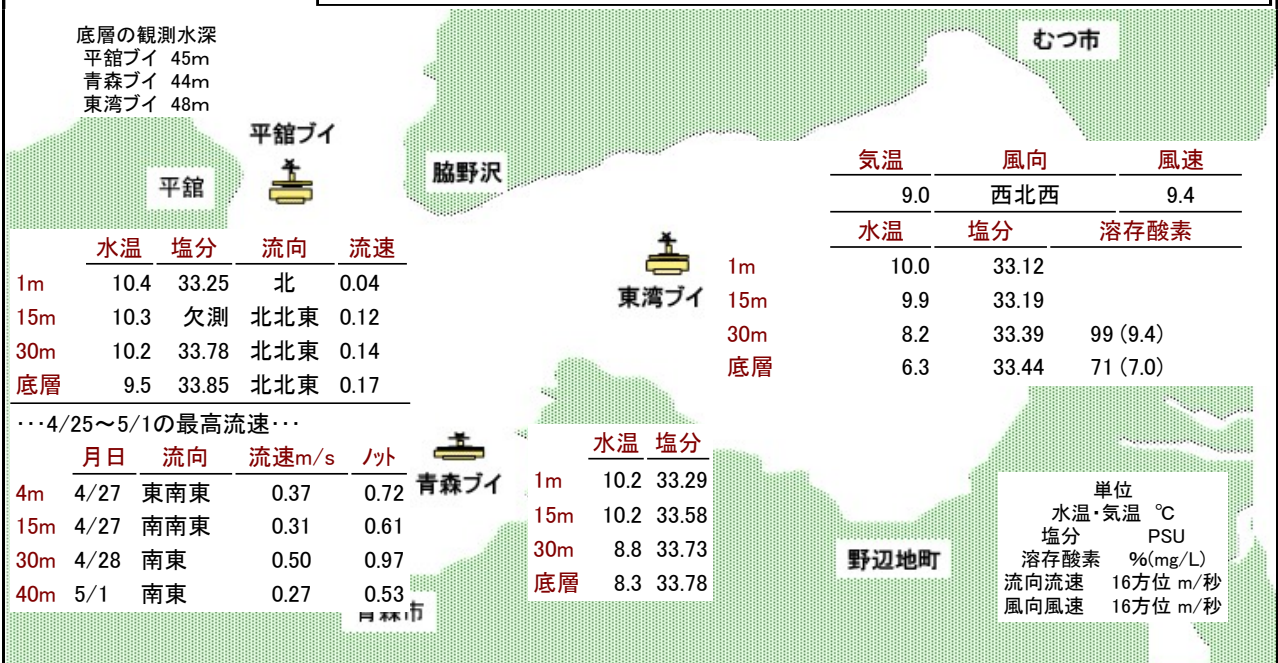 底層の観測水深
平舘ブイ 45m
青森ブイ 44m
東湾ブイ 48m
むつ市
平舘ブイ
脇野沢
平舘
気温 風向 風速
9.0 西北西 9.4
水温 塩分 溶存酸素
1m 10.0 33.12
15m 9.9 33.19
30m 8.2 33.39 99 (9.4)
底層 6.3 33.44 71 (7.0)
東湾ブイ
水温 塩分 流向 流速
1m 10.4 33.25 北 0.04
15m 10.3 欠測 北北東 0.12
30m 10.2 33.78 北北東 0.14
底層 9.5 33.85 北北東 0.17
･･･4/25～5/1の最高流速･･･
月日 流向 流速m/s ノット
4m 4/27 東南東 0.37 0.72
15m 4/27 南南東 0.31 0.61
30m 4/28 南東 0.50 0.97
40m 5/1 南東 0.27 0.53
青森ブイ
水温 塩分
1m 10.2 33.29
15m 10.2 33.58
30m 8.8 33.73
底層 8.3 33.78
青森市
野辺地町
単位
水温･気温 ℃
塩分 PSU
溶存酸素 %(mg/L)
流向流速 16方位 m/秒
風向風速 16方位 m/秒